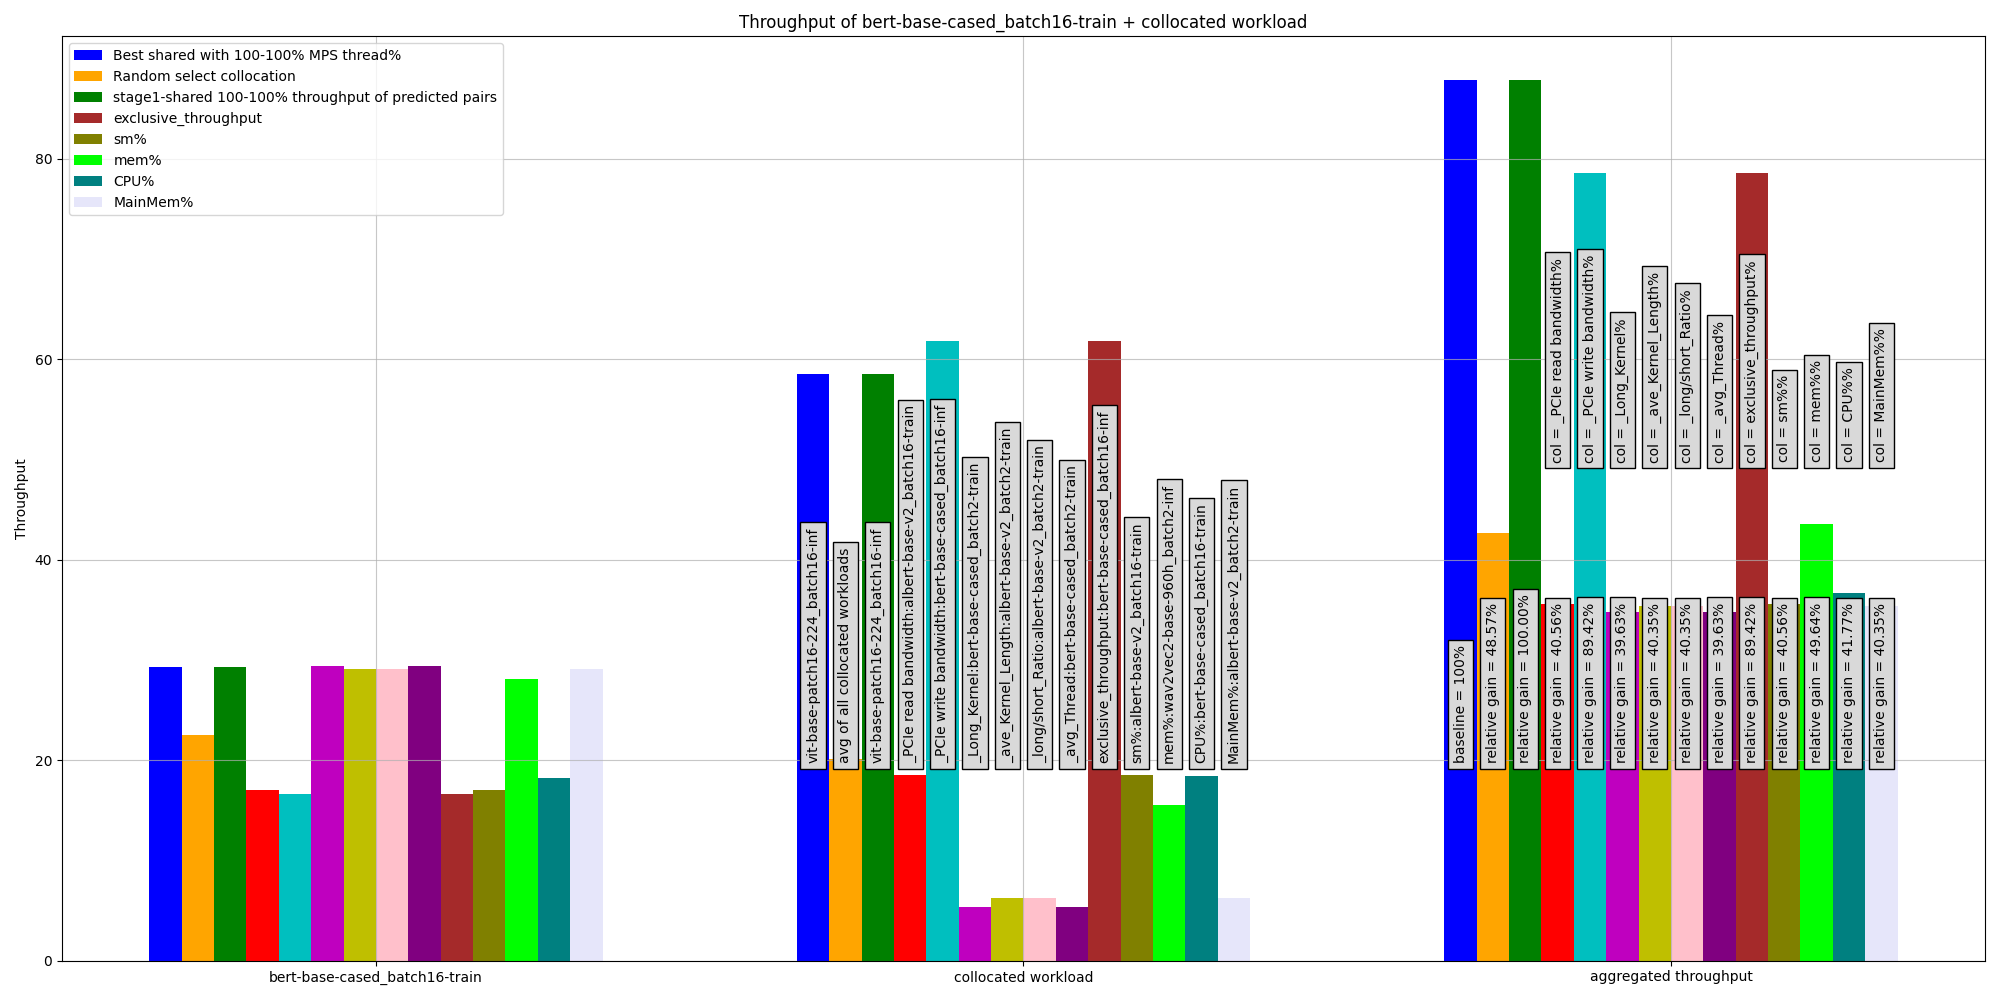 Throughput of bert-base-cased_batch16-train + collocated workload
Best shared with 100-100% MPS thread%
Random select collocation
stage1-shared 100-100% throughput of predicted pairs
exclusive_throughput
sm%
mem%
CPU%
MainMem%
Throughput
80
60
40
20
0
vit-base-patch16-224_batch16-inf
avg of all collocated workloads
vit-base-patch16-224_batch16-inf
_PCIe read bandwidth:albert-base-v2_batch16-train
_PCIe write bandwidth:bert-base-cased_batch16-inf
_Long_Kernel:bert-base-cased_batch2-train
_ave_Kernel_Length:albert-base-v2_batch2-train
_long/short_Ratio:albert-base-v2_batch2-train
_avg_Thread:bert-base-cased_batch2-train
exclusive_throughput:bert-base-cased_batch16-inf
sm%:albert-base-v2_batch16-train
mem%:wav2vec2-base-960h_batch2-inf
CPU%:bert-base-cased_batch16-train
MainMem%:albert-base-v2_batch2-train
col = _PCIe read bandwidth%
col = _PCIe write bandwidth%
col = _Long_Kernel%
col = _ave_Kernel_Length%
col = _long/short_Ratio%
col = _avg_Thread%
col = exclusive_throughput%
col = sm%%
col = mem%%
col = CPU%%
col = MainMem%%
baseline = 100%
relative gain = 48.57%
relative gain = 100.00%
relative gain = 40.56%
relative gain = 89.42%
relative gain = 39.63%
relative gain = 40.35%
relative gain = 40.35%
relative gain = 39.63%
relative gain = 89.42%
relative gain = 40.56%
relative gain = 49.64%
relative gain = 41.77%
relative gain = 40.35%
bert-base-cased_batch16-train
collocated workload
aggregated throughput